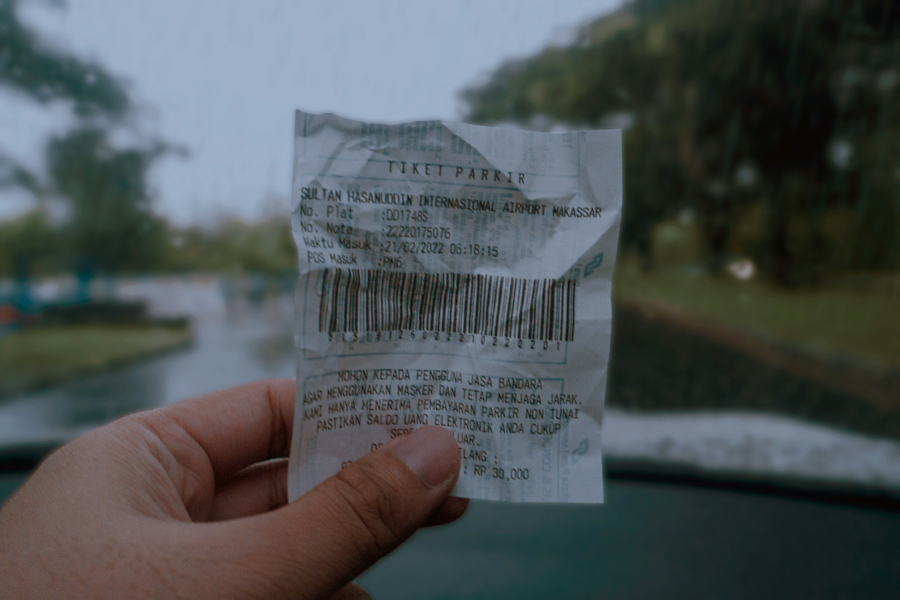 TIKET PARKIR
SULTAN HASANUDDIN INTERNASIONAL AIRPORT MAKASSAR
No. Plat :DD1748S
No. Nota :22220175076
Waktu Masuk :21/02/2022 06:16:15
POS Masuk :PM6
MOHON KEPADA PENGGUNA JASA BANDARA
AGAR MENGGUNAKAN MASKER DAN TETAP MENJAGA JARAK.
KAMI HANYA MENERIMA PEMBAYARAN PARKIR NON TUNAI
PASTIKAN SALDO UANG ELEKTRONIK ANDA CUKUP
: RP 30,000